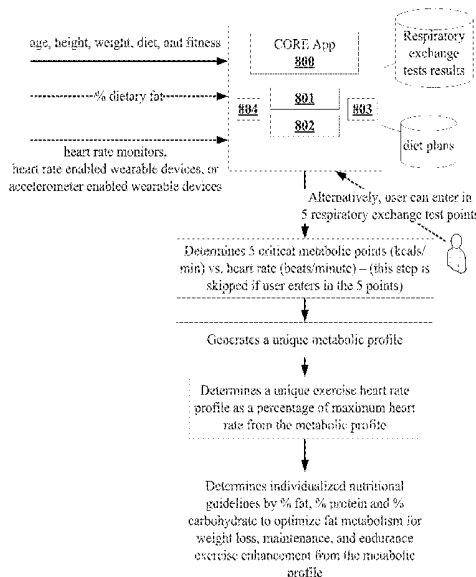 age, height, weight, diet, and fitness
CORE App
800
Respiratory
exchange
tests results
% dietary fat
804
801
803
802
diet plans
heart rate monitors,
heart rate enabled wearable devices, or
accelerometer enabled wearable devices
Alternatively, user can enter in
5 respiratory exchange test points
Determines 5 critical metabolic points (kcals/
min) vs. heart rate (beats/minute) – (this step is
skipped if user enters in the 5 points)
Generates a unique metabolic profile
Determines a unique exercise heart rate
profile as a percentage of maximum heart
rate from the metabolic profile
Determines individualized nutritional
guidelines by % fat, % protein and %
carbohydrate to optimize fat metabolism for
weight loss, maintenance, and endurance
exercise enhancement from the metabolic
profile